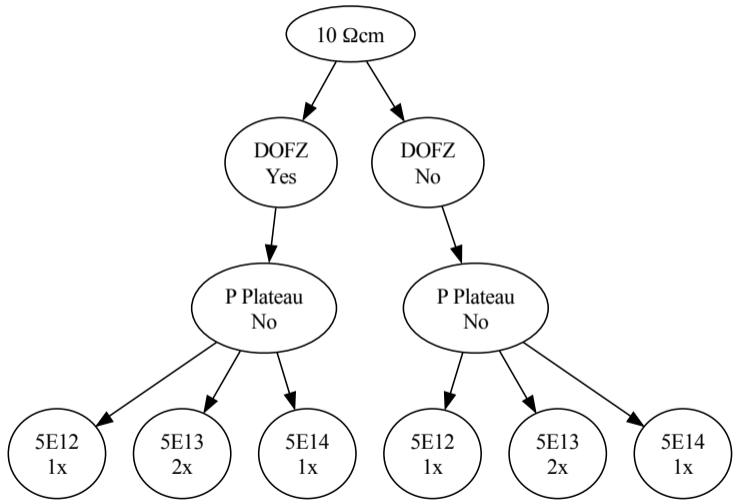 10 Ωcm
DOFZ
Yes
DOFZ
No
P Plateau
No
P Plateau
No
5E12
1x
5E13
2x
5E14
1x
5E12
1x
5E13
2x
5E14
1x